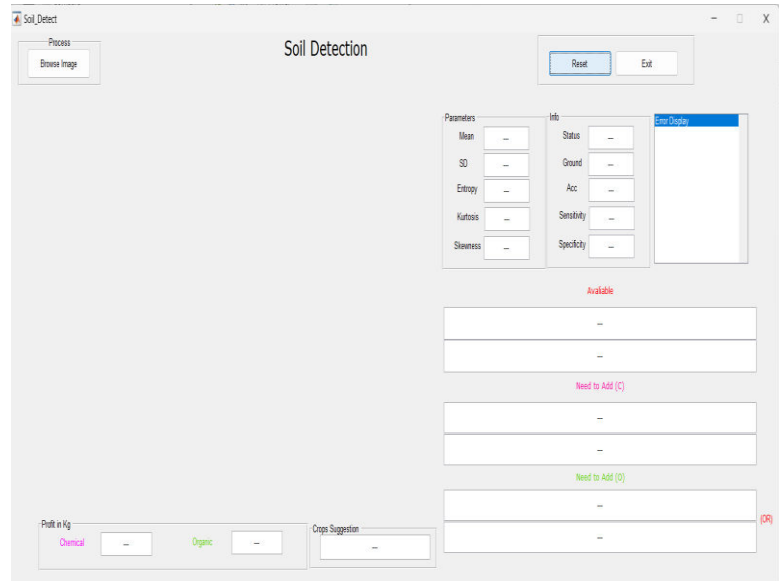 Soil_Detect
Process
Browse Image
Soil Detection
Reset
Exit
Parameters
Mean --
SD --
Entropy --
Kurtosis --
Skewness --
Info
Status --
Ground --
Acc --
Sensitivity --
Specificity --
Error Display
Avaliable
--
--
Need to Add (C)
--
--
Need to Add (O)
--
(OR)
--
Profit in Kg
Chemical --
Organic --
Crops Suggestion
--